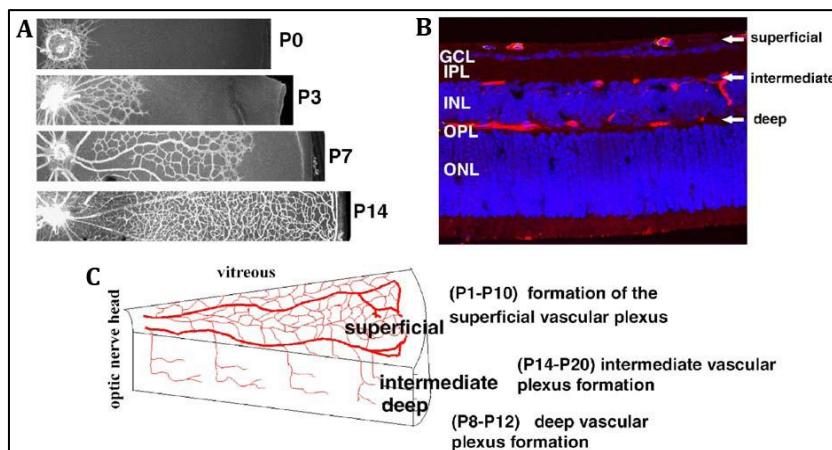 A
P0
P3
P7
P14
B
superficial
GCL
IPL
intermediate
INL
deep
OPL
ONL
C
vitreous
optic nerve head
superficial
intermediate
deep
(P1-P10) formation of the
superficial vascular plexus
(P14-P20) intermediate vascular
plexus formation
(P8-P12) deep vascular
plexus formation